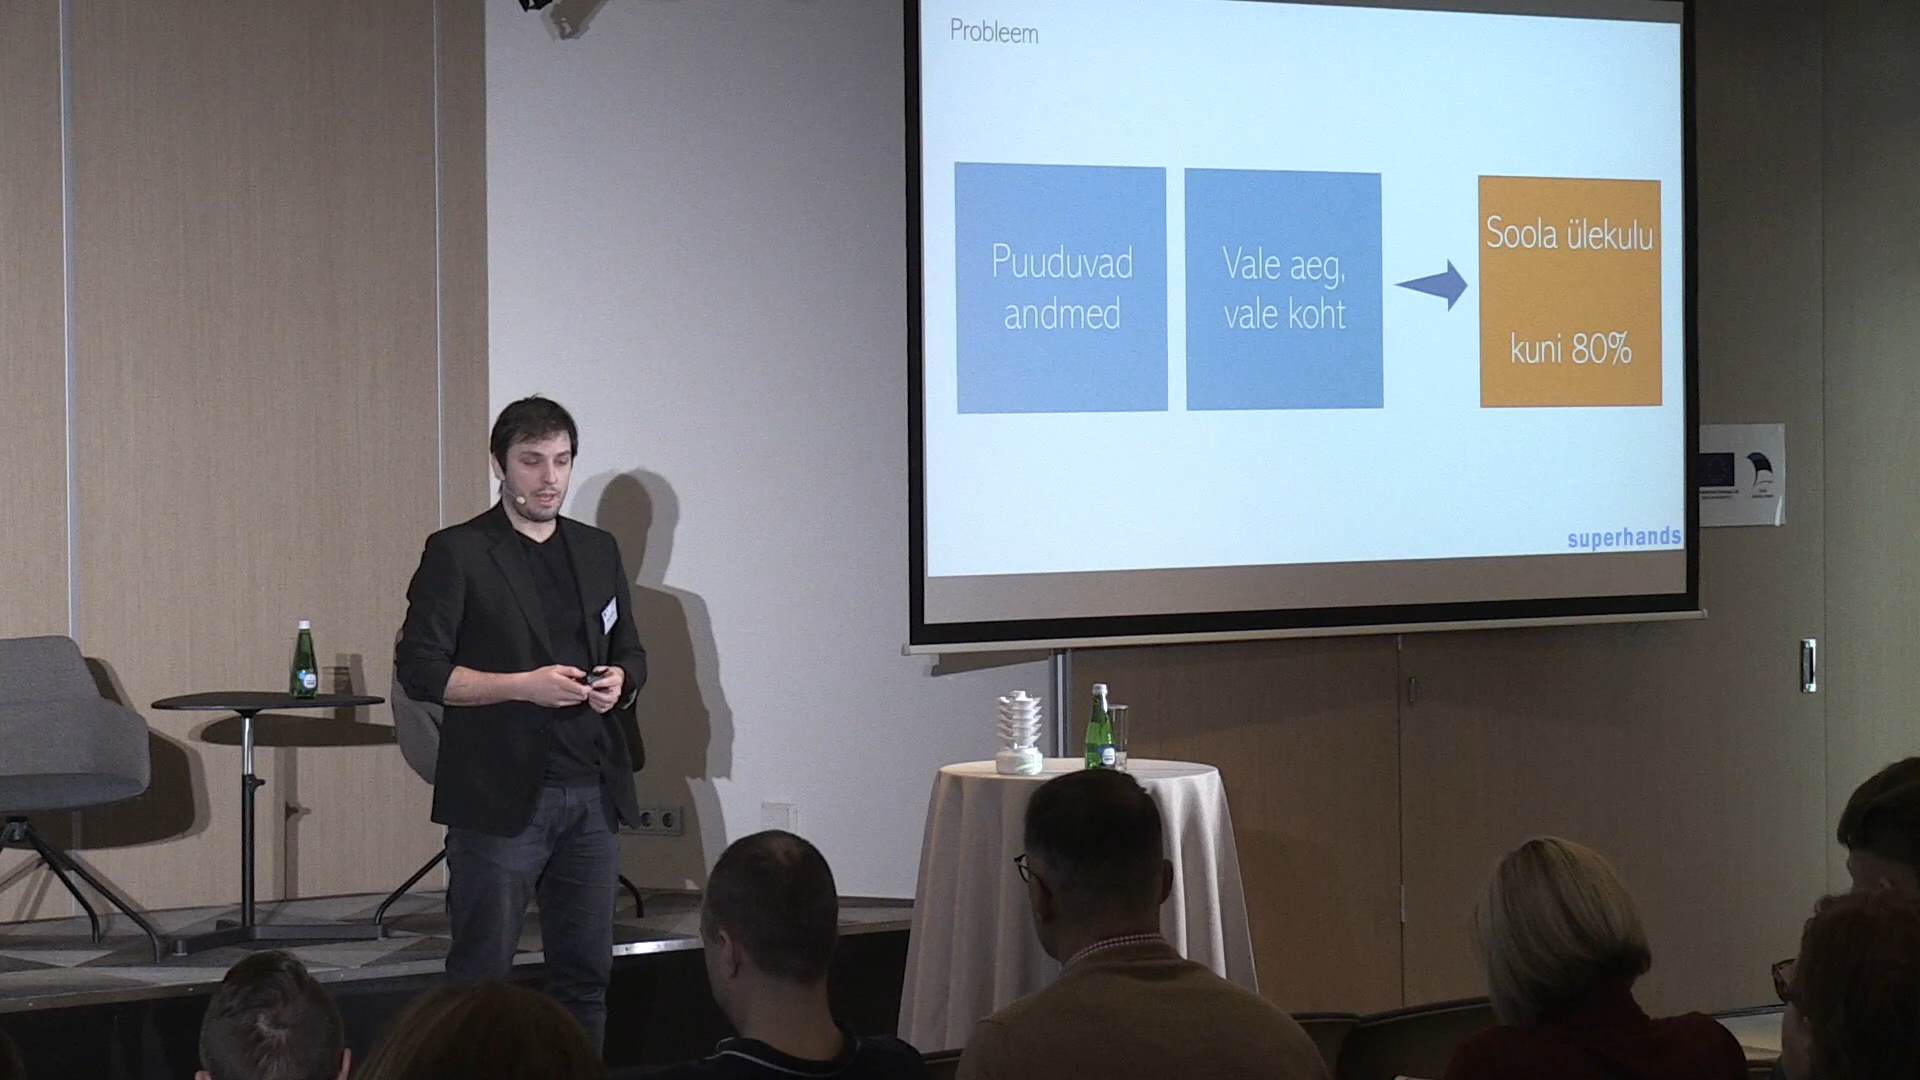 Probleem
Puuduvad
andmed
Vale aeg,
vale koht
Soola ülekulu
kuni 80%
superhands